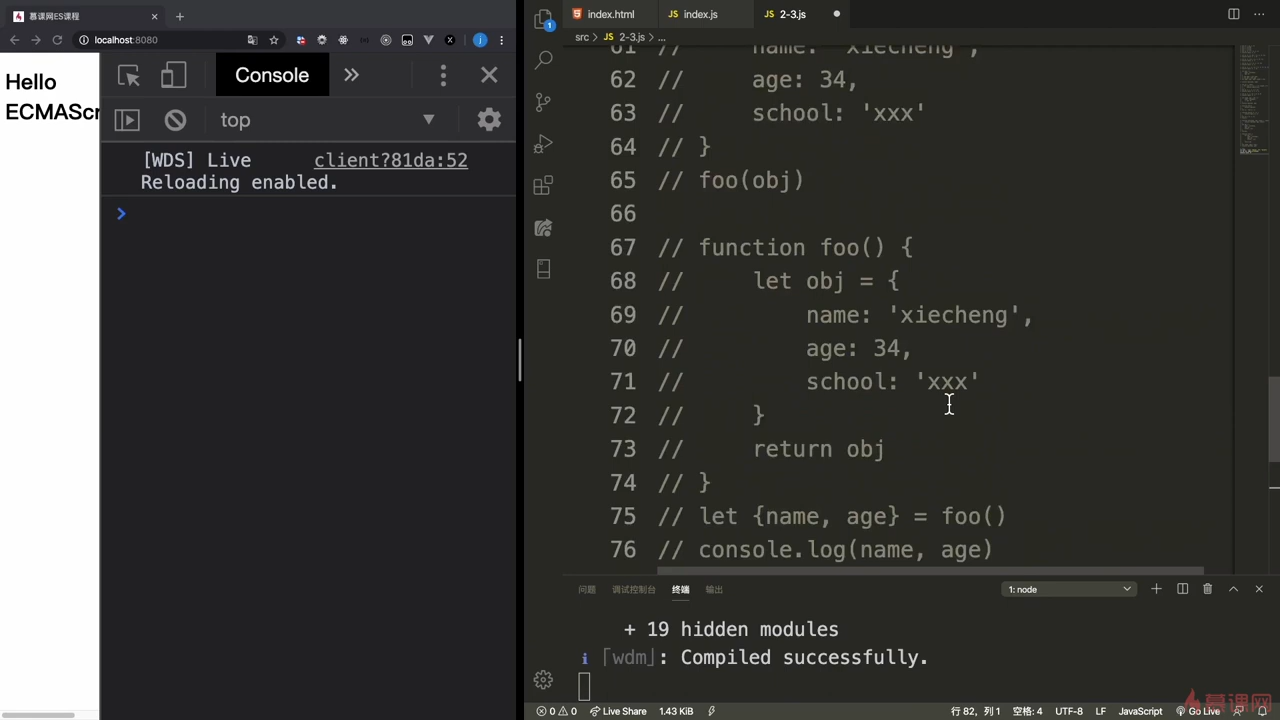 慕课网ES课程
localhost:8080
Hello
ECMAScr
Console
top
[WDS] Live
client?81da:52
Reloading enabled.
index.html
index.js
2-3.js
src > 2-3.js > ...
61 // name: 'xiecheng',
62 // age: 34,
63 // school: 'xxx'
64 // }
65 // foo(obj)
66
67 // function foo() {
68 // let obj = {
69 // name: 'xiecheng',
70 // age: 34,
71 // school: 'xxx'
72 // }
73 // return obj
74 // }
75 // let {name, age} = foo()
76 // console.log(name, age)
问题 调试控制台 终端 输出
1: node
+ 19 hidden modules
i ｢wdm｣: Compiled successfully.
0 0 Live Share 1.43 KiB
行 82，列 1 空格: 4 UTF-8 LF JavaScript Go Live
慕课网